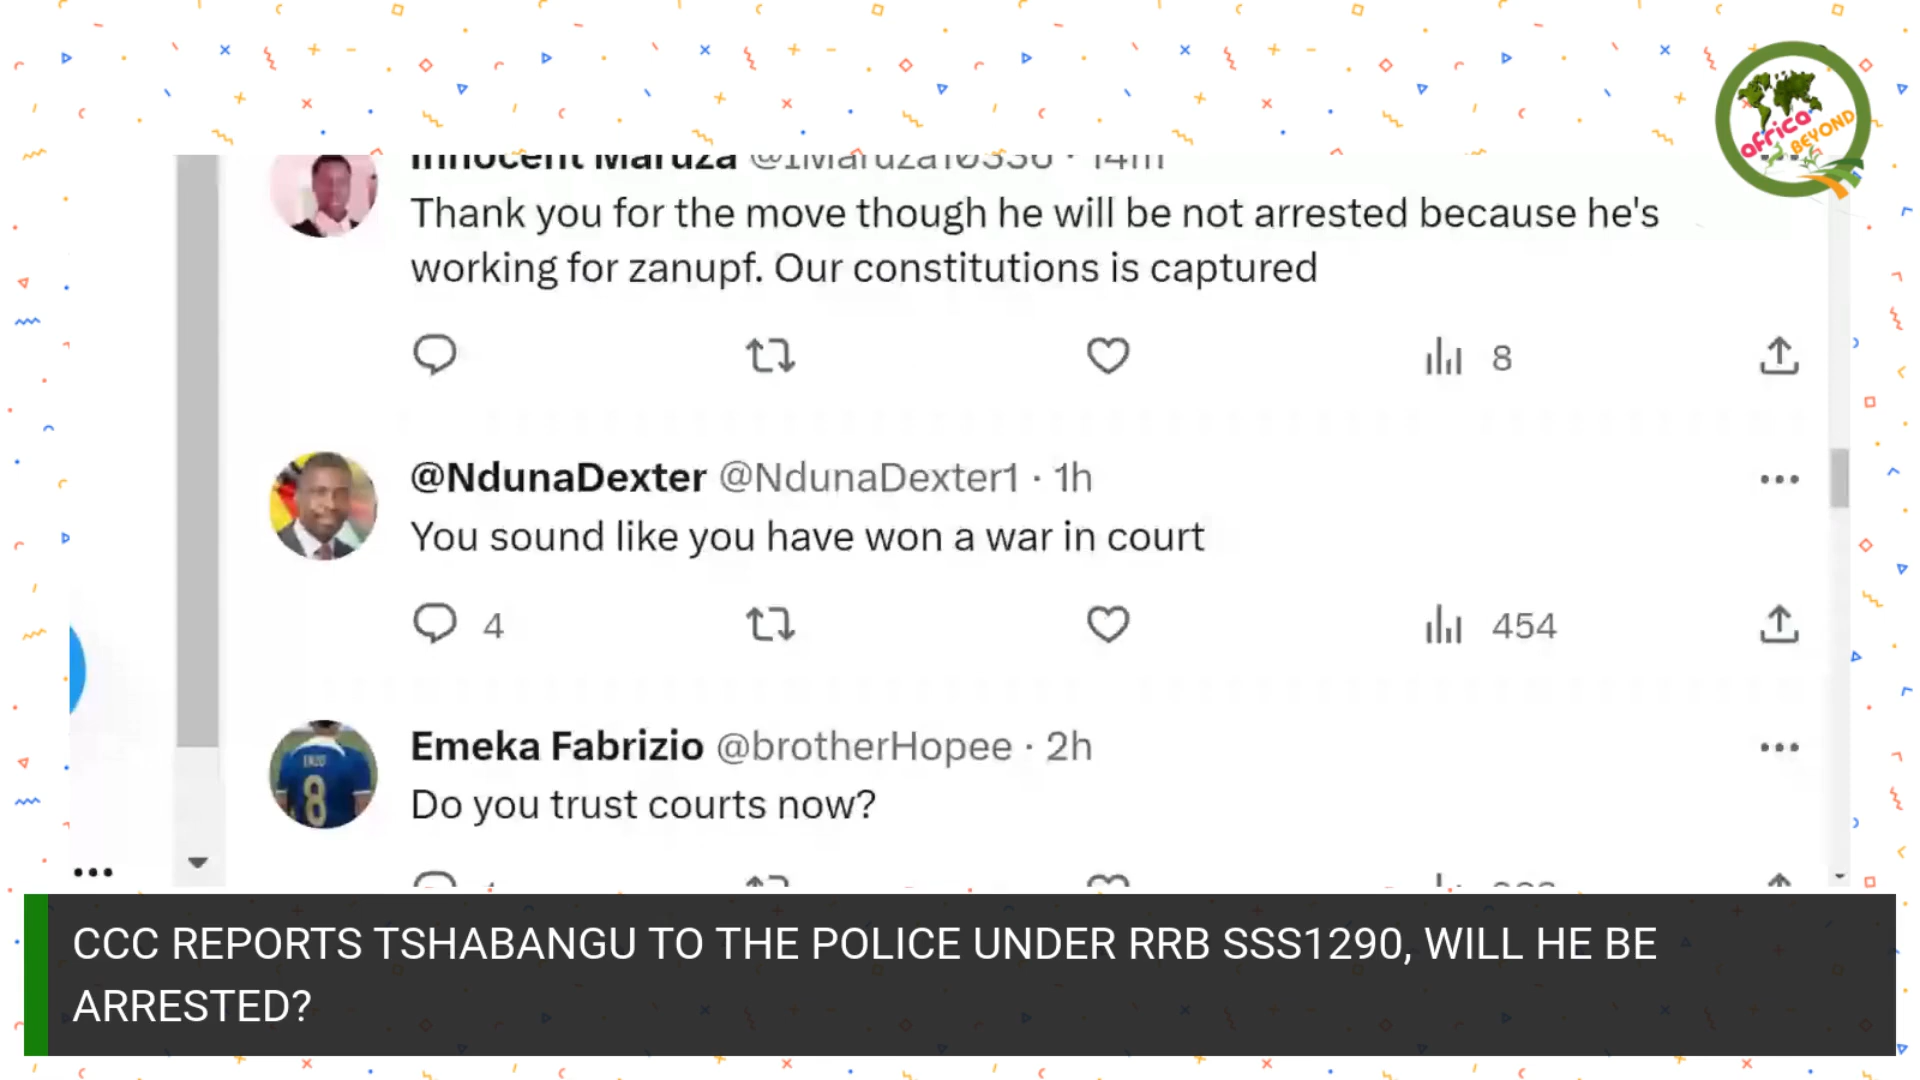 africa
BEYOND
Innocent Maruza @IMaruza10330 · 14m
Thank you for the move though he will be not arrested because he's
working for zanupf. Our constitutions is captured
8
@NdunaDexter @NdunaDexter1 · 1h
You sound like you have won a war in court
4 454
Emeka Fabrizio @brotherHopee · 2h
ENZO
8
Do you trust courts now?
CCC REPORTS TSHABANGU TO THE POLICE UNDER RRB SSS1290, WILL HE BE
ARRESTED?